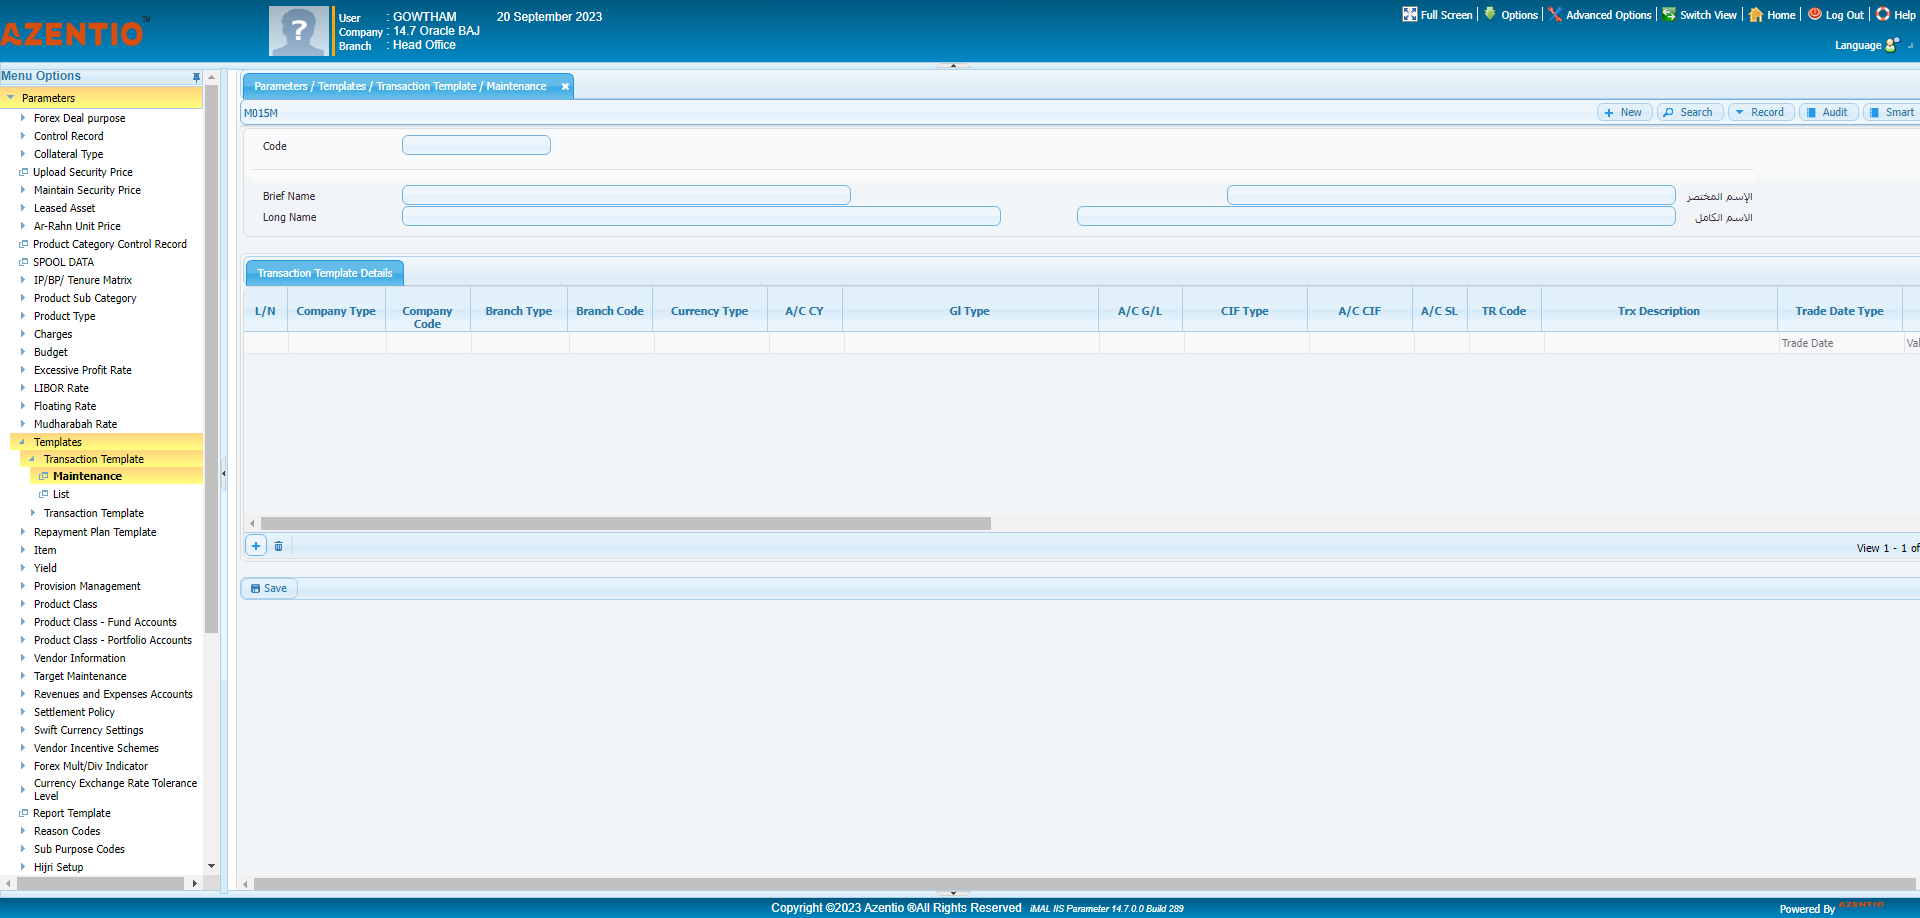 AZENTIO™
User : GOWTHAM 20 September 2023
Company : 14.7 Oracle BAJ
Branch : Head Office
Full Screen Options Advanced Options Switch View Home Log Out Help
Language
Menu Options
Parameters
Forex Deal purpose
Control Record
Collateral Type
Upload Security Price
Maintain Security Price
Leased Asset
Ar-Rahn Unit Price
Product Category Control Record
SPOOL DATA
IP/BP/ Tenure Matrix
Product Sub Category
Product Type
Charges
Budget
Excessive Profit Rate
LIBOR Rate
Floating Rate
Mudharabah Rate
Templates
Transaction Template
Maintenance
List
Transaction Template
Repayment Plan Template
Item
Yield
Provision Management
Product Class
Product Class - Fund Accounts
Product Class - Portfolio Accounts
Vendor Information
Target Maintenance
Revenues and Expenses Accounts
Settlement Policy
Swift Currency Settings
Vendor Incentive Schemes
Forex Mult/Div Indicator
Currency Exchange Rate Tolerance
Level
Report Template
Reason Codes
Sub Purpose Codes
Hijri Setup
Parameters / Templates / Transaction Template / Maintenance
M015M
New Search Record Audit Smart
Code
Brief Name الإسم المختصر
Long Name الاسم الكامل
Transaction Template Details
L/N Company Type Company Code Branch Type Branch Code Currency Type A/C CY Gl Type A/C G/L CIF Type A/C CIF A/C SL TR Code Trx Description Trade Date Type
Trade Date Val
View 1 - 1 of
Save
Copyright ©2023 Azentio ®All Rights Reserved iMAL IIS Parameter 14.7.0.0 Build 289
Powered By AZENTIO